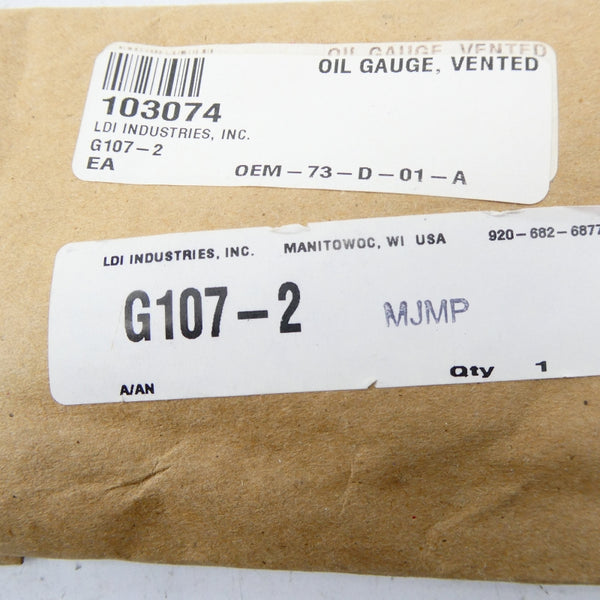 OIL GAUGE, VENTED
OIL GAUGE, VENTED
103074
LDI INDUSTRIES, INC.
G107-2
EA
OEM-73-D-01-A
LDI INDUSTRIES, INC. MANITOWOC, WI USA 920-682-6877
G107-2 MJMP
A/AN
Qty 1